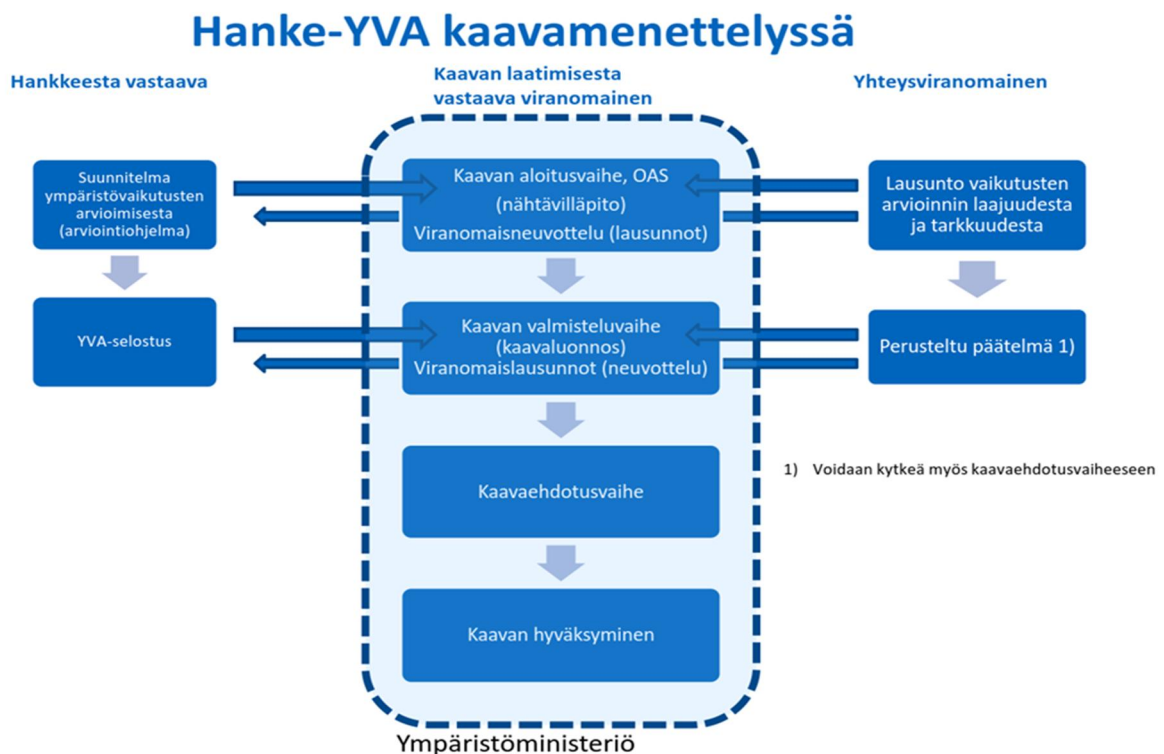 Hanke-YVA kaavamenettelyssä
Hankkeesta vastaava
Kaavan laatimisesta
vastaava viranomainen
Yhteysviranomainen
Suunnitelma
ympäristövaikutusten
arvioimisesta
(arviointiohjelma)
Kaavan aloitusvaihe, OAS
(nähtävilläpito)
Viranomaisneuvottelu (lausunnot)
Lausunto vaikutusten
arvioinnin laajuudesta
ja tarkkuudesta
YVA-selostus
Kaavan valmisteluvaihe
(kaavaluonnos)
Viranomaislausunnot (neuvottelu)
Perusteltu päätelmä 1)
Kaavaehdotusvaihe
1) Voidaan kytkeä myös kaavaehdotusvaiheeseen
Kaavan hyväksyminen
Ympäristöministeriö